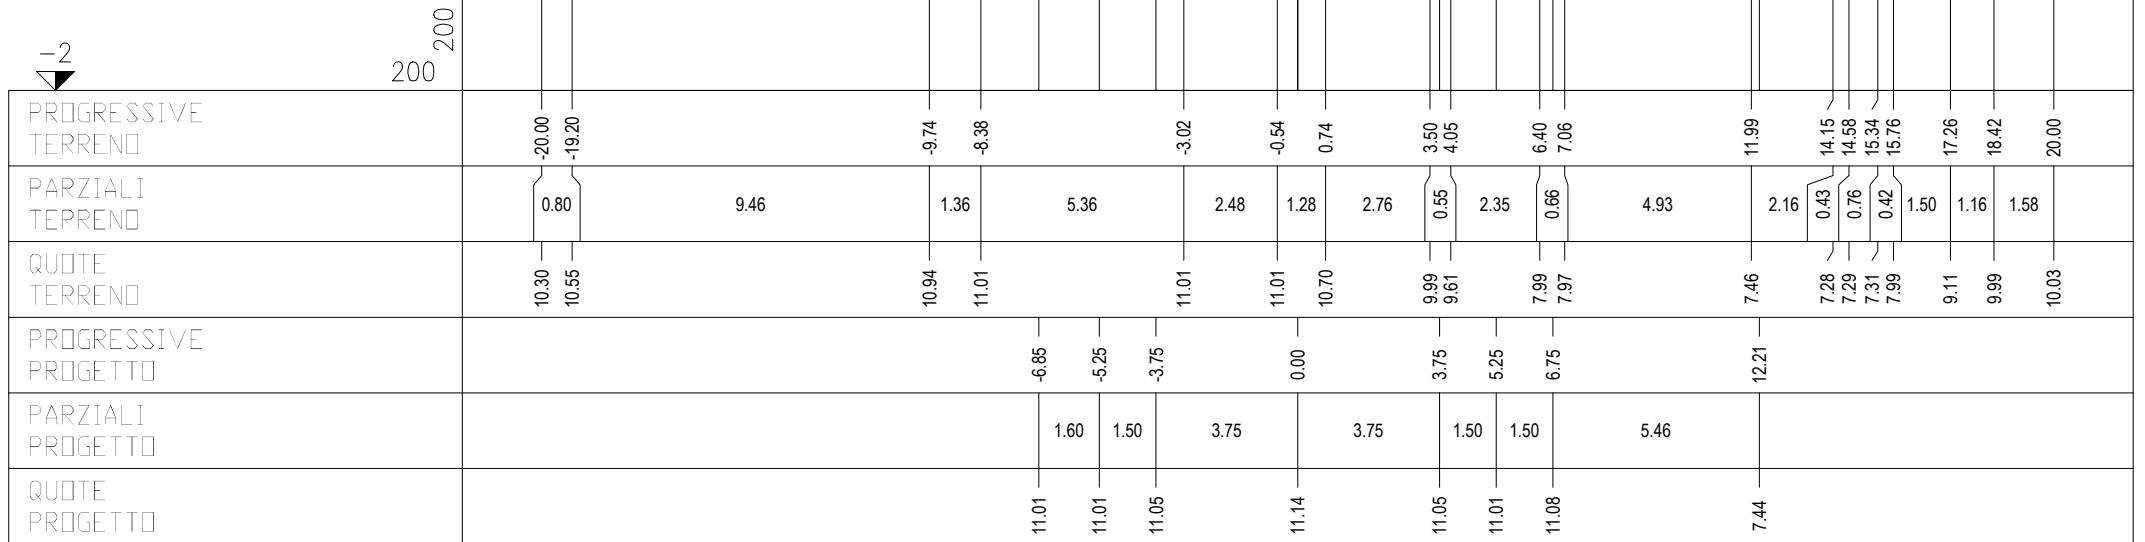 200
-2
200
PROGRESSIVE
TERRENO
-20.00 -19.20 -9.74 -8.38 -3.02 -0.54 0.74 3.50 4.05 6.40 7.06 11.99 14.15 14.58 15.34 15.76 17.26 18.42 20.00
PARZIALI
TERRENO
0.80 9.46 1.36 5.36 2.48 1.28 2.76 0.55 2.35 0.66 4.93 2.16 0.43 0.76 0.42 1.50 1.16 1.58
QUOTE
TERRENO
10.30 10.55 10.94 11.01 11.01 11.01 10.70 9.99 9.61 7.99 7.97 7.46 7.28 7.29 7.31 7.99 9.11 9.99 10.03
PROGRESSIVE
PROGETTO
-6.85 -5.25 -3.75 0.00 3.75 5.25 6.75 12.21
PARZIALI
PROGETTO
1.60 1.50 3.75 3.75 1.50 1.50 5.46
QUOTE
PROGETTO
11.01 11.01 11.05 11.14 11.05 11.01 11.08 7.44